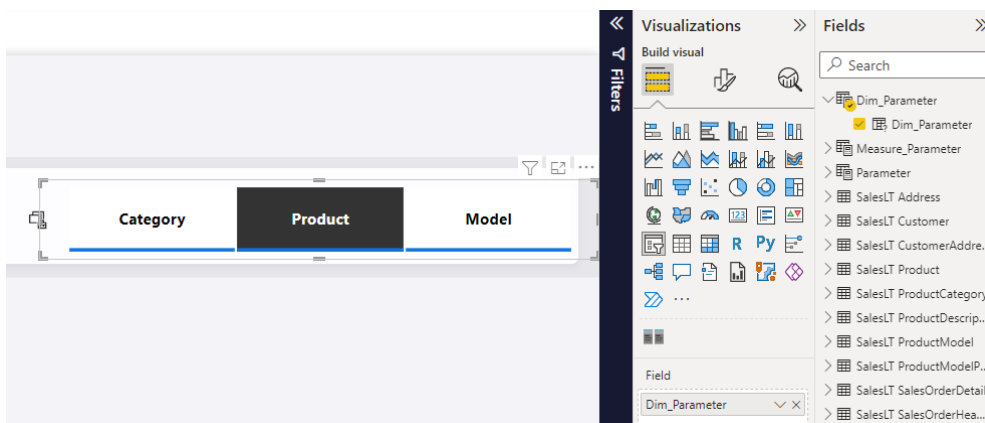 Visualizations
Fields
Build visual
Search
Filters
Dim_Parameter
Dim_Parameter
Measure_Parameter
Parameter
SalesLT Address
SalesLT Customer
SalesLT CustomerAddre...
SalesLT Product
SalesLT ProductCategory
SalesLT ProductDescrip...
SalesLT ProductModel
SalesLT ProductModelP...
SalesLT SalesOrderDetail
SalesLT SalesOrderHea...
Category Product Model
123
R Py
Field
Dim_Parameter